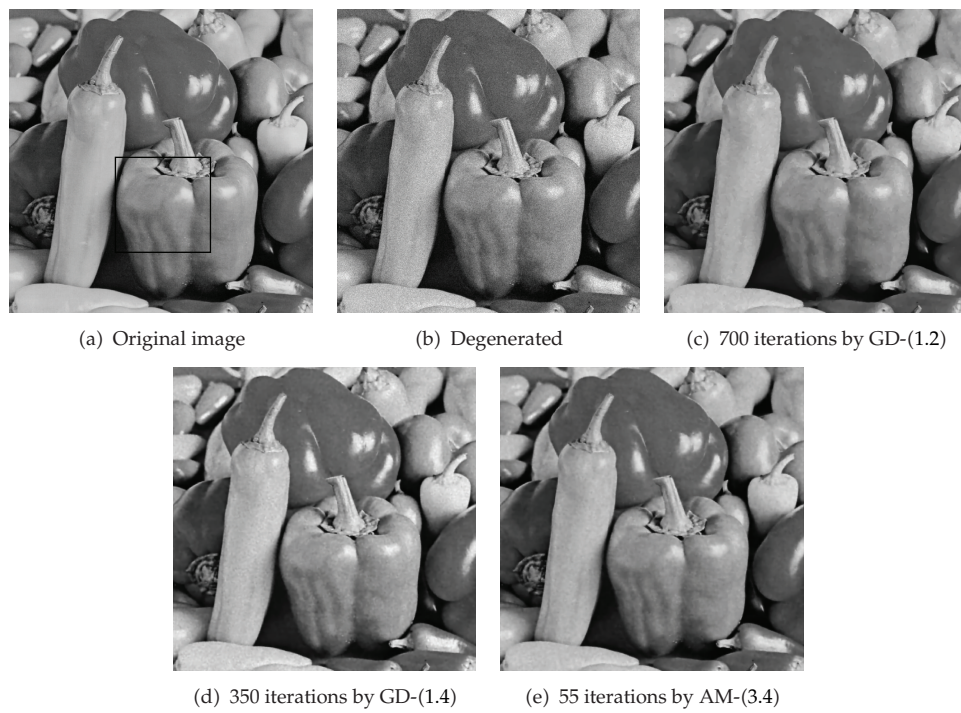 (a) Original image
(b) Degenerated
(c) 700 iterations by GD-(1.2)
(d) 350 iterations by GD-(1.4)
(e) 55 iterations by AM-(3.4)